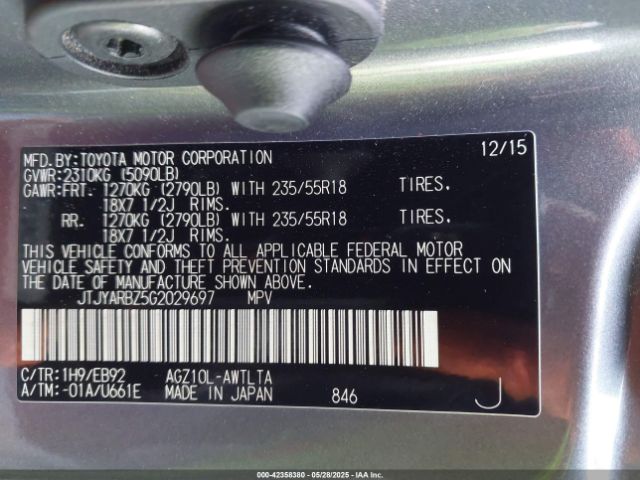 MFD.BY:TOYOTA MOTOR CORPORATION 12/15
GVWR:2310KG (5090LB)
GAWR:FRT. 1270KG (2790LB) WITH 235/55R18 TIRES.
18X7 1/2J RIMS.
RR. 1270KG (2790LB) WITH 235/55R18 TIRES.
18X7 1/2J RIMS.
THIS VEHICLE CONFORMS TO ALL APPLICABLE FEDERAL MOTOR
VEHICLE SAFETY AND THEFT PREVENTION STANDARDS IN EFFECT ON
THE DATE OF MANUFACTURE SHOWN ABOVE.
JTJYARBZ5G2029697 MPV
C/TR:1H9/EB92 AGZ10L-AWTLTA
A/TM:-01A/U661E MADE IN JAPAN 846 J
000-42358380 - 05/28/2025 - IAA, Inc.